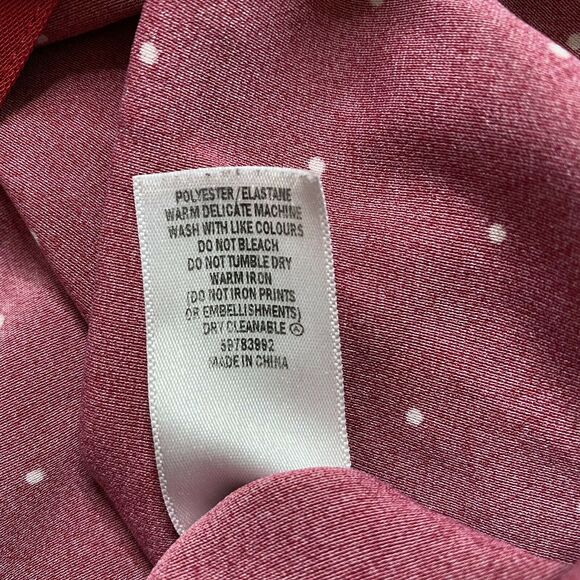 POLYESTER/ELASTANE
WARM DELICATE MACHINE
WASH WITH LIKE COLOURS
DO NOT BLEACH
DO NOT TUMBLE DRY
WARM IRON
(DO NOT IRON PRINTS
OR EMBELLISHMENTS)
DRY CLEANABLE Ⓐ
59783992
MADE IN CHINA